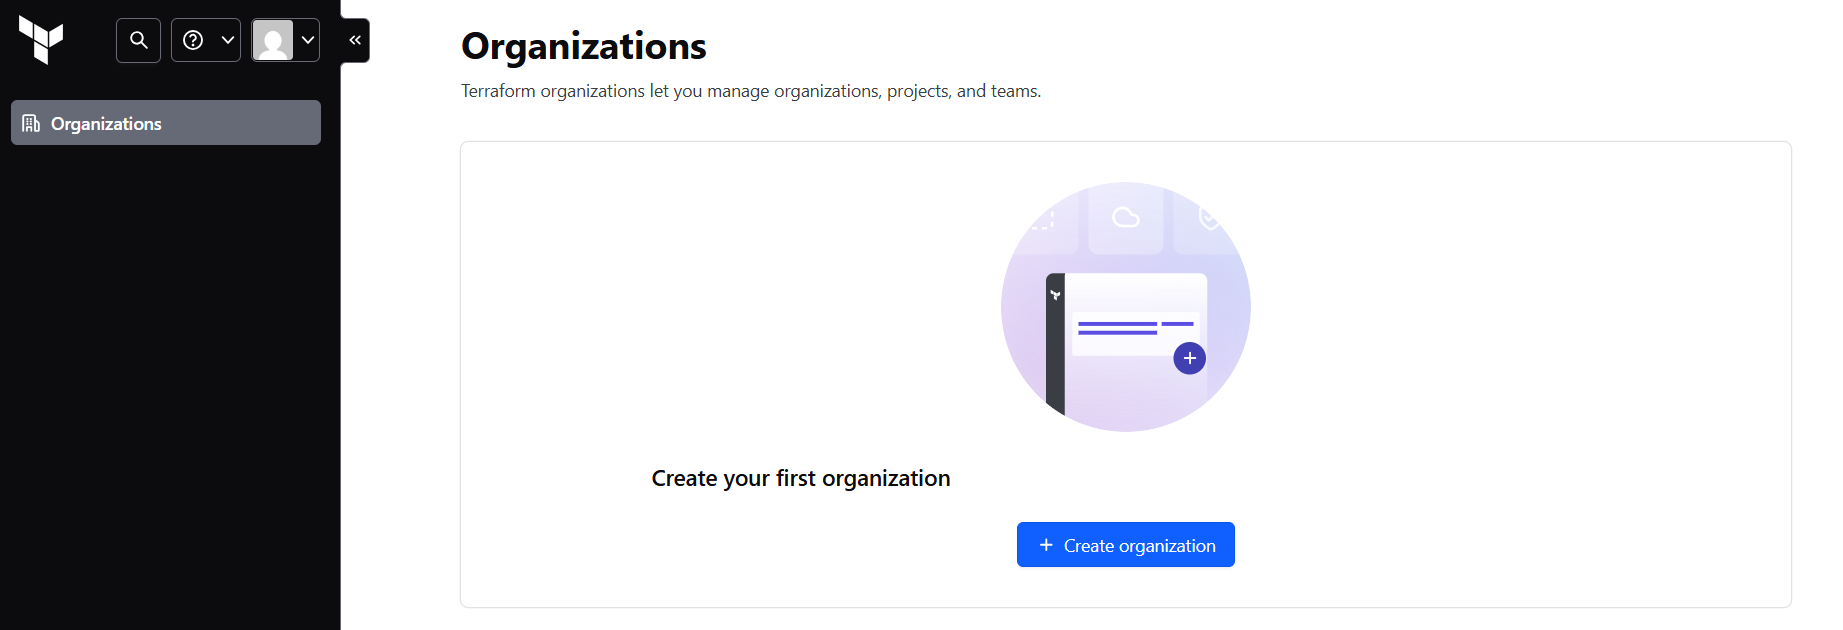 Organizations
Organizations
Terraform organizations let you manage organizations, projects, and teams.
Create your first organization
Create organization